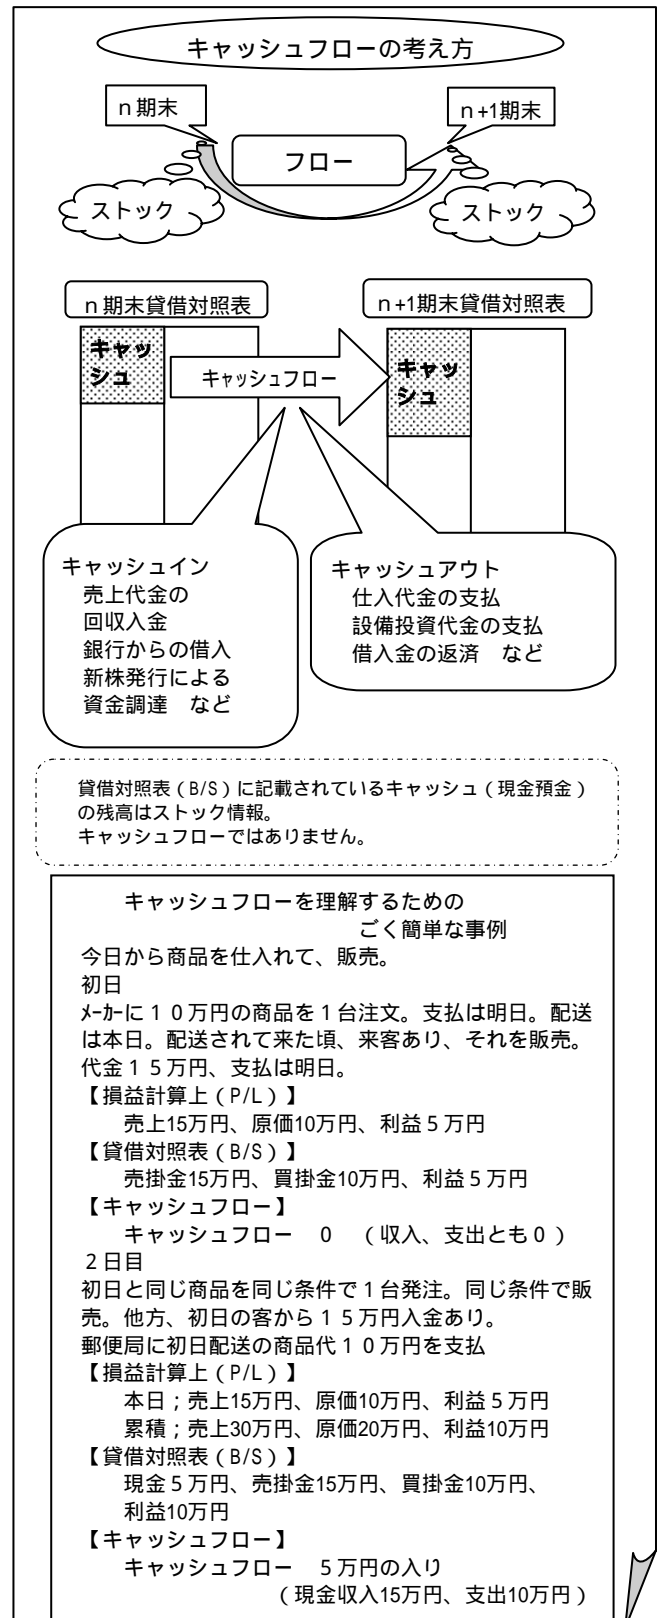 キャッシュフローの考え方
ｎ期末
ｎ+1期末
フロー
ストック
ストック
ｎ期末貸借対照表
ｎ+1期末貸借対照表
キャッ
シュ
キャッシュフロー
キャッ
シュ
キャッシュイン
売上代金の
回収入金
銀行からの借入
新株発行による
資金調達　など
キャッシュアウト
仕入代金の支払
設備投資代金の支払
借入金の返済　など
貸借対照表（B/S）に記載されているキャッシュ（現金預金）
の残高はストック情報。
キャッシュフローではありません。
キャッシュフローを理解するための
ごく簡単な事例
今日から商品を仕入れて、販売。
初日
ﾒｰｶｰに１０万円の商品を1台注文。支払は明日。配送
は本日。配送されて来た頃、来客あり、それを販売。
代金１５万円、支払は明日。
【損益計算上（P/L）】
売上15万円、原価10万円、利益５万円
【貸借対照表（B/S）】
売掛金15万円、買掛金10万円、利益５万円
【キャッシュフロー】
キャッシュフロー　０　（収入、支出とも０）
２日目
初日と同じ商品を同じ条件で１台発注。同じ条件で販
売。他方、初日の客から１５万円入金あり。
郵便局に初日配送の商品代１０万円を支払
【損益計算上（P/L）】
本日；売上15万円、原価10万円、利益５万円
累積；売上30万円、原価20万円、利益10万円
【貸借対照表（B/S）】
現金５万円、売掛金15万円、買掛金10万円、
利益10万円
【キャッシュフロー】
キャッシュフロー　５万円の入り
（現金収入15万円、支出10万円）